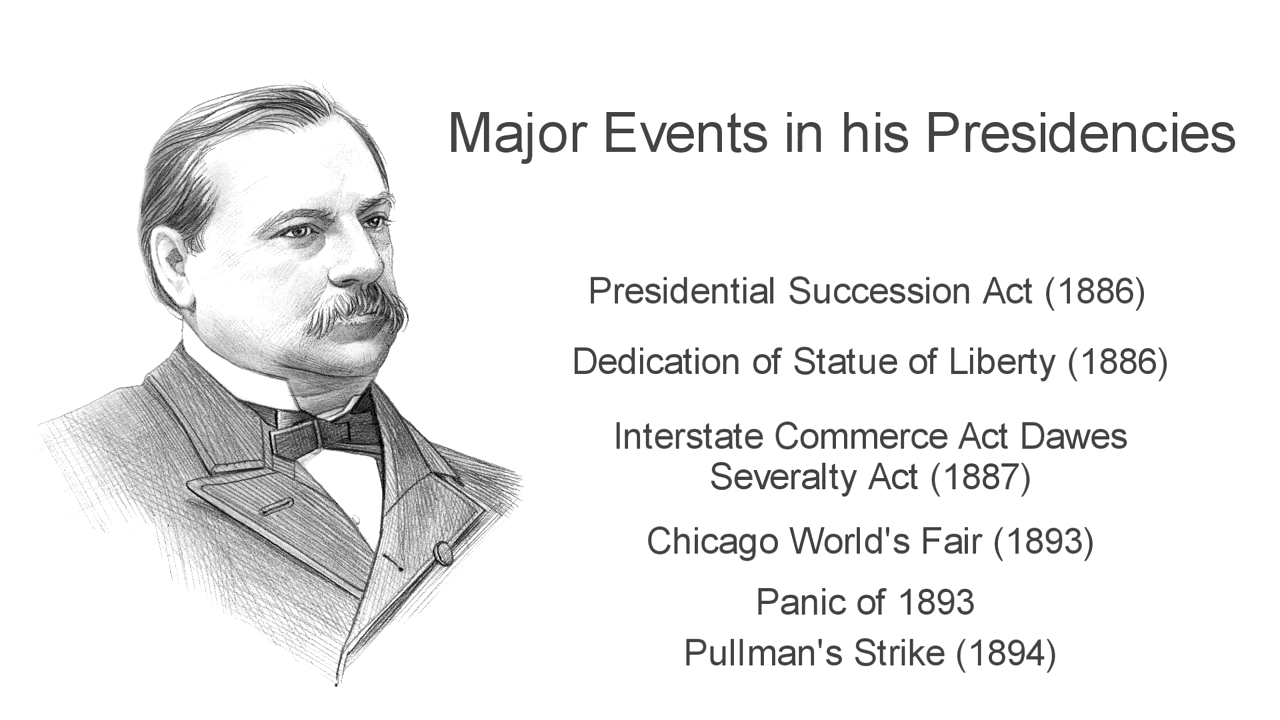 Major Events in his Presidencies
Presidential Succession Act (1886)
Dedication of Statue of Liberty (1886)
Interstate Commerce Act Dawes
Severalty Act (1887)
Chicago World's Fair (1893)
Panic of 1893
Pullman's Strike (1894)